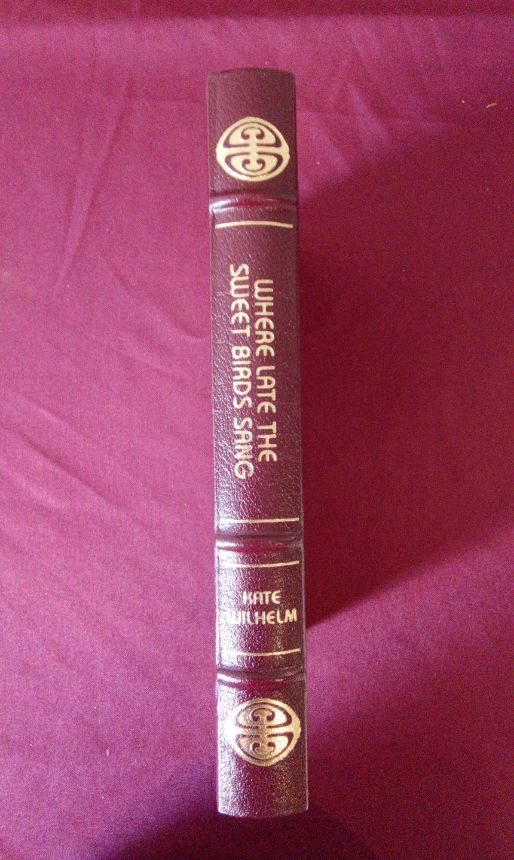 WHERE LATE THE
SWEET BIRDS SANG
KATE
WILHELM